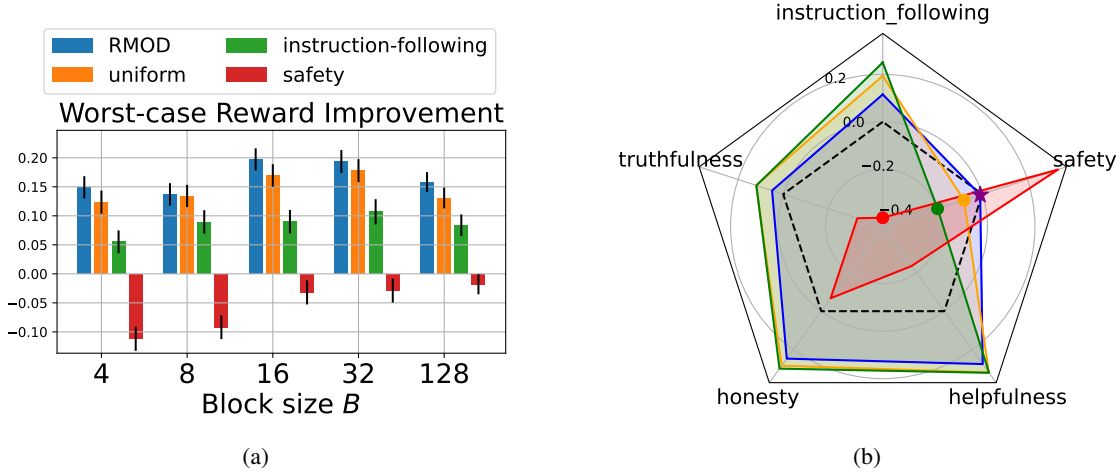 RMOD
uniform
instruction-following
safety
Worst-case Reward Improvement
0.20
0.15
0.10
0.05
0.00
−0.05
−0.10
4 8 16 32 128
Block size B
(a)
instruction_following
0.2
0.0
−0.2
−0.4
truthfulness
safety
honesty
helpfulness
(b)